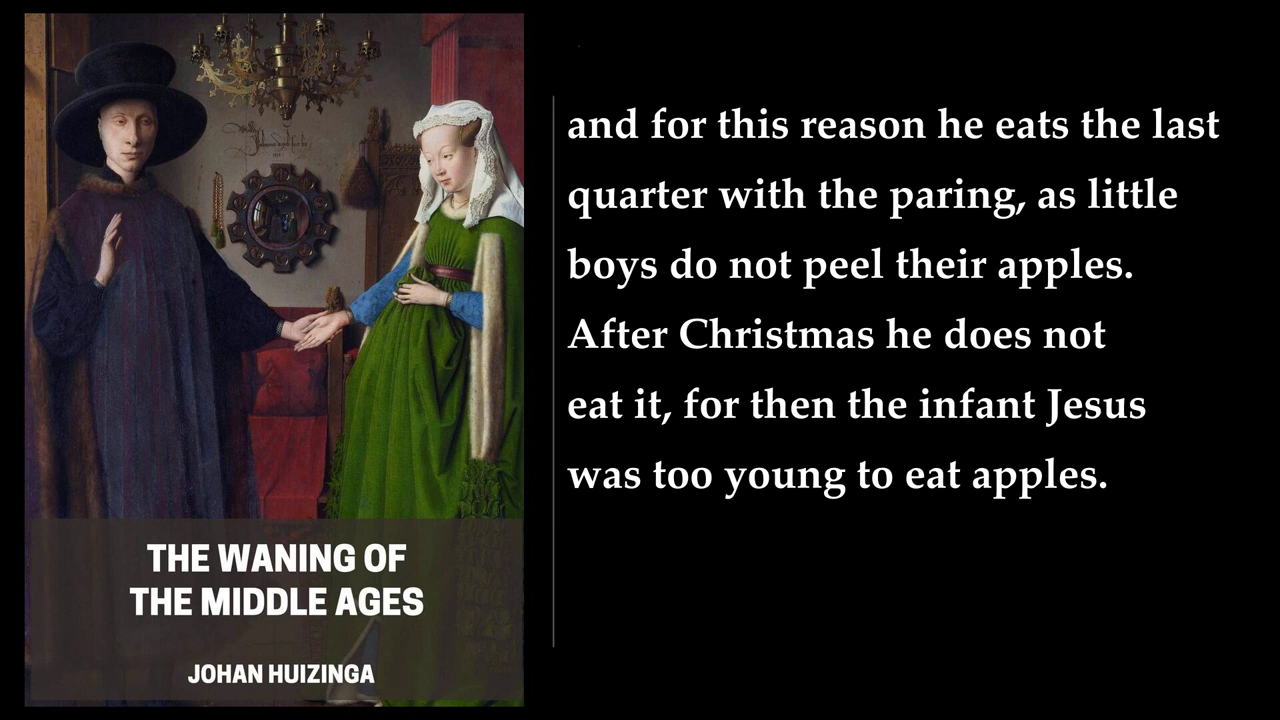 THE WANING OF
THE MIDDLE AGES
JOHAN HUIZINGA
and for this reason he eats the last
quarter with the paring, as little
boys do not peel their apples.
After Christmas he does not
eat it, for then the infant Jesus
was too young to eat apples.